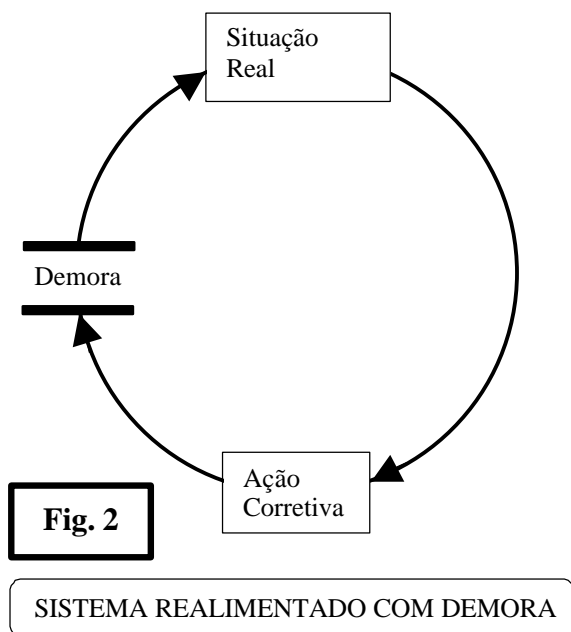 Situação
Real
Demora
Ação
Corretiva
Fig. 2
SISTEMA REALIMENTADO COM DEMORA